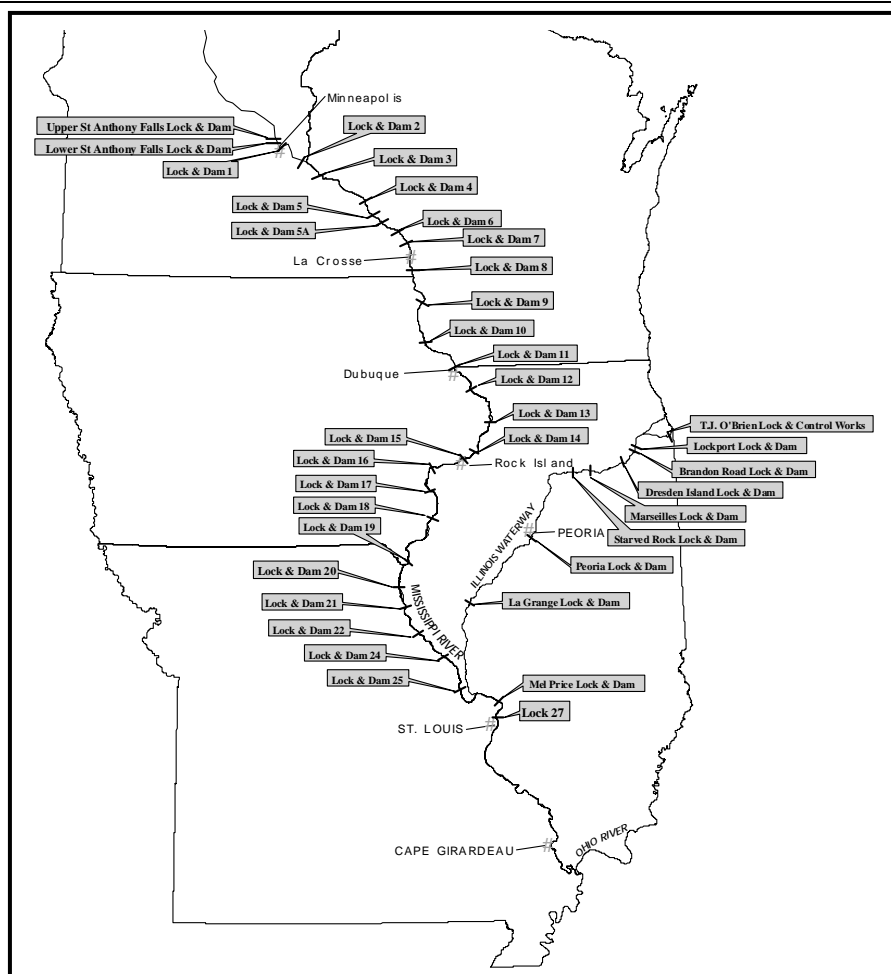 Minneapolis
Upper St Anthony Falls Lock & Dam
Lock & Dam 2
Lower St Anthony Falls Lock & Dam
Lock & Dam 3
Lock & Dam 1
Lock & Dam 4
Lock & Dam 5
Lock & Dam 6
Lock & Dam 5A
Lock & Dam 7
La Crosse
Lock & Dam 8
Lock & Dam 9
Lock & Dam 10
Lock & Dam 11
Dubuque
Lock & Dam 12
Lock & Dam 13
T.J. O'Brien Lock & Control Works
Lock & Dam 15
Lock & Dam 14
Lockport Lock & Dam
Lock & Dam 16
Rock Island
Brandon Road Lock & Dam
Lock & Dam 17
Dresden Island Lock & Dam
Lock & Dam 18
Marseilles Lock & Dam
Lock & Dam 19
ILLINOIS WATERWAY
PEORIA
Starved Rock Lock & Dam
Lock & Dam 20
Peoria Lock & Dam
Lock & Dam 21
La Grange Lock & Dam
MISSISSIPPI RIVER
Lock & Dam 22
Lock & Dam 24
Lock & Dam 25
Mel Price Lock & Dam
Lock 27
ST. LOUIS
CAPE GIRARDEAU
OHIO RIVER